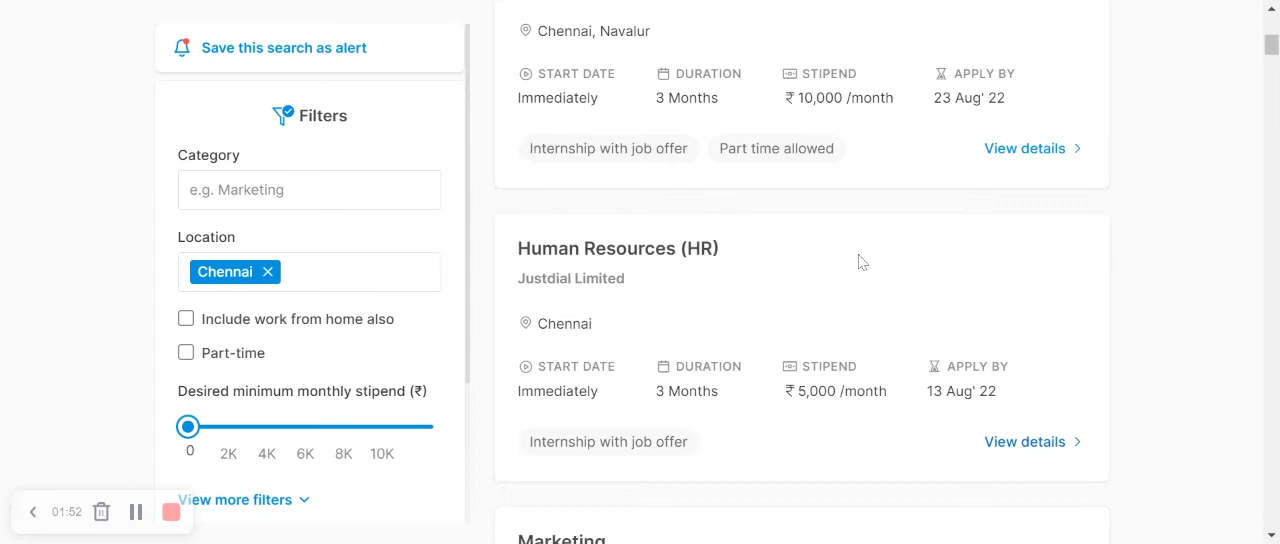 Save this search as alert
Filters
Category
e.g. Marketing
Location
Chennai
Include work from home also
Part-time
Desired minimum monthly stipend (₹)
0 2K 4K 6K 8K 10K
View more filters
01:52
Chennai, Navalur
START DATE DURATION STIPEND APPLY BY
Immediately 3 Months ₹ 10,000 /month 23 Aug' 22
Internship with job offer Part time allowed View details
Human Resources (HR)
Justdial Limited
Chennai
START DATE DURATION STIPEND APPLY BY
Immediately 3 Months ₹ 5,000 /month 13 Aug' 22
Internship with job offer View details
Marketing